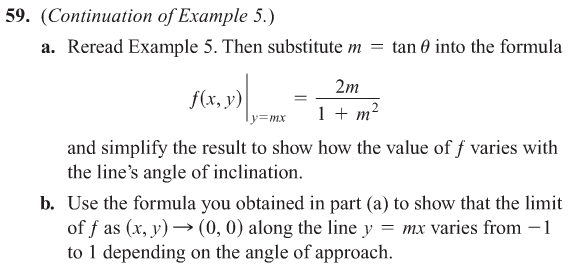 59. (Continuation of Example 5.)
a. Reread Example 5. Then substitute m = tan θ into the formula
f(x, y)|_{y=mx} = \frac{2m}{1 + m^2}
and simplify the result to show how the value of f varies with
the line's angle of inclination.
b. Use the formula you obtained in part (a) to show that the limit
of f as (x, y) → (0, 0) along the line y = mx varies from −1
to 1 depending on the angle of approach.